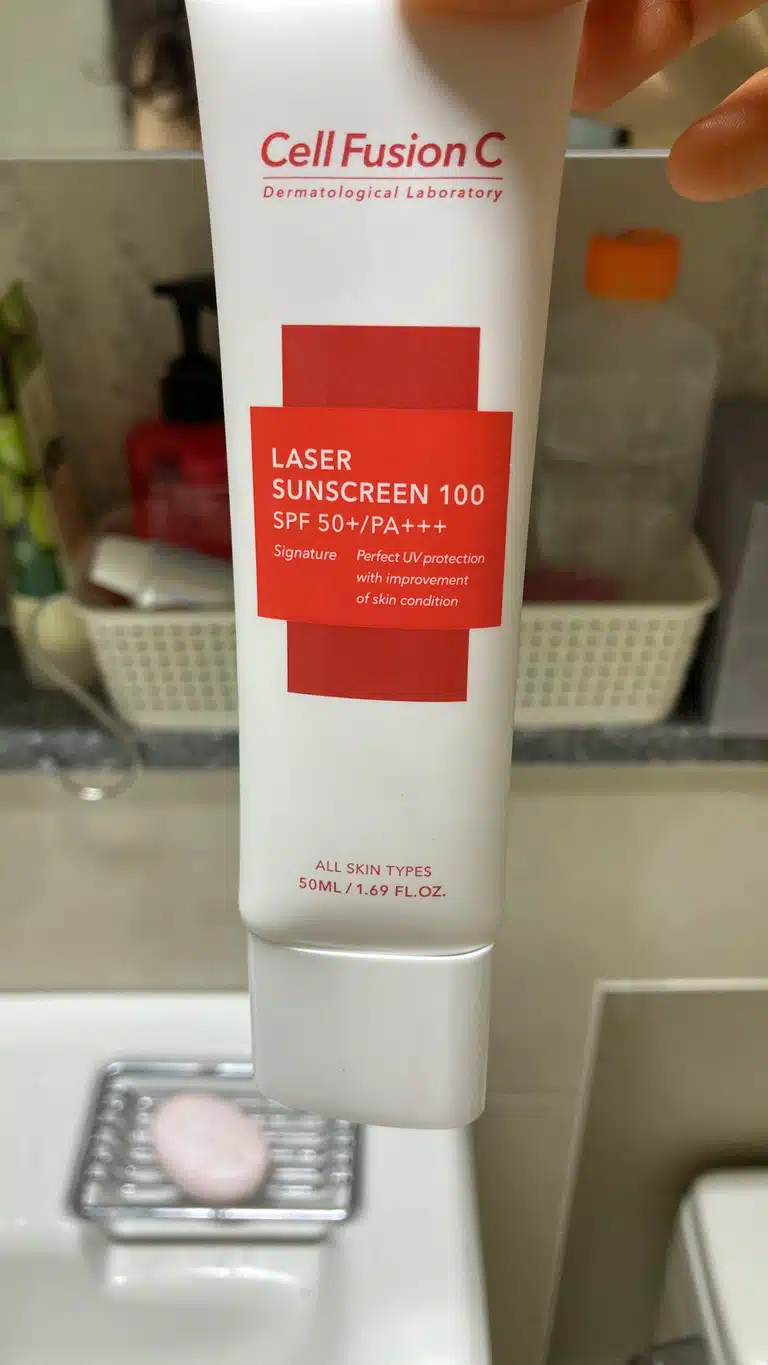 Cell Fusion C
Dermatological Laboratory
LASER
SUNSCREEN 100
SPF 50+/PA+++
Signature Perfect UV protection
with improvement
of skin condition
ALL SKIN TYPES
50ML / 1.69 FL.OZ.